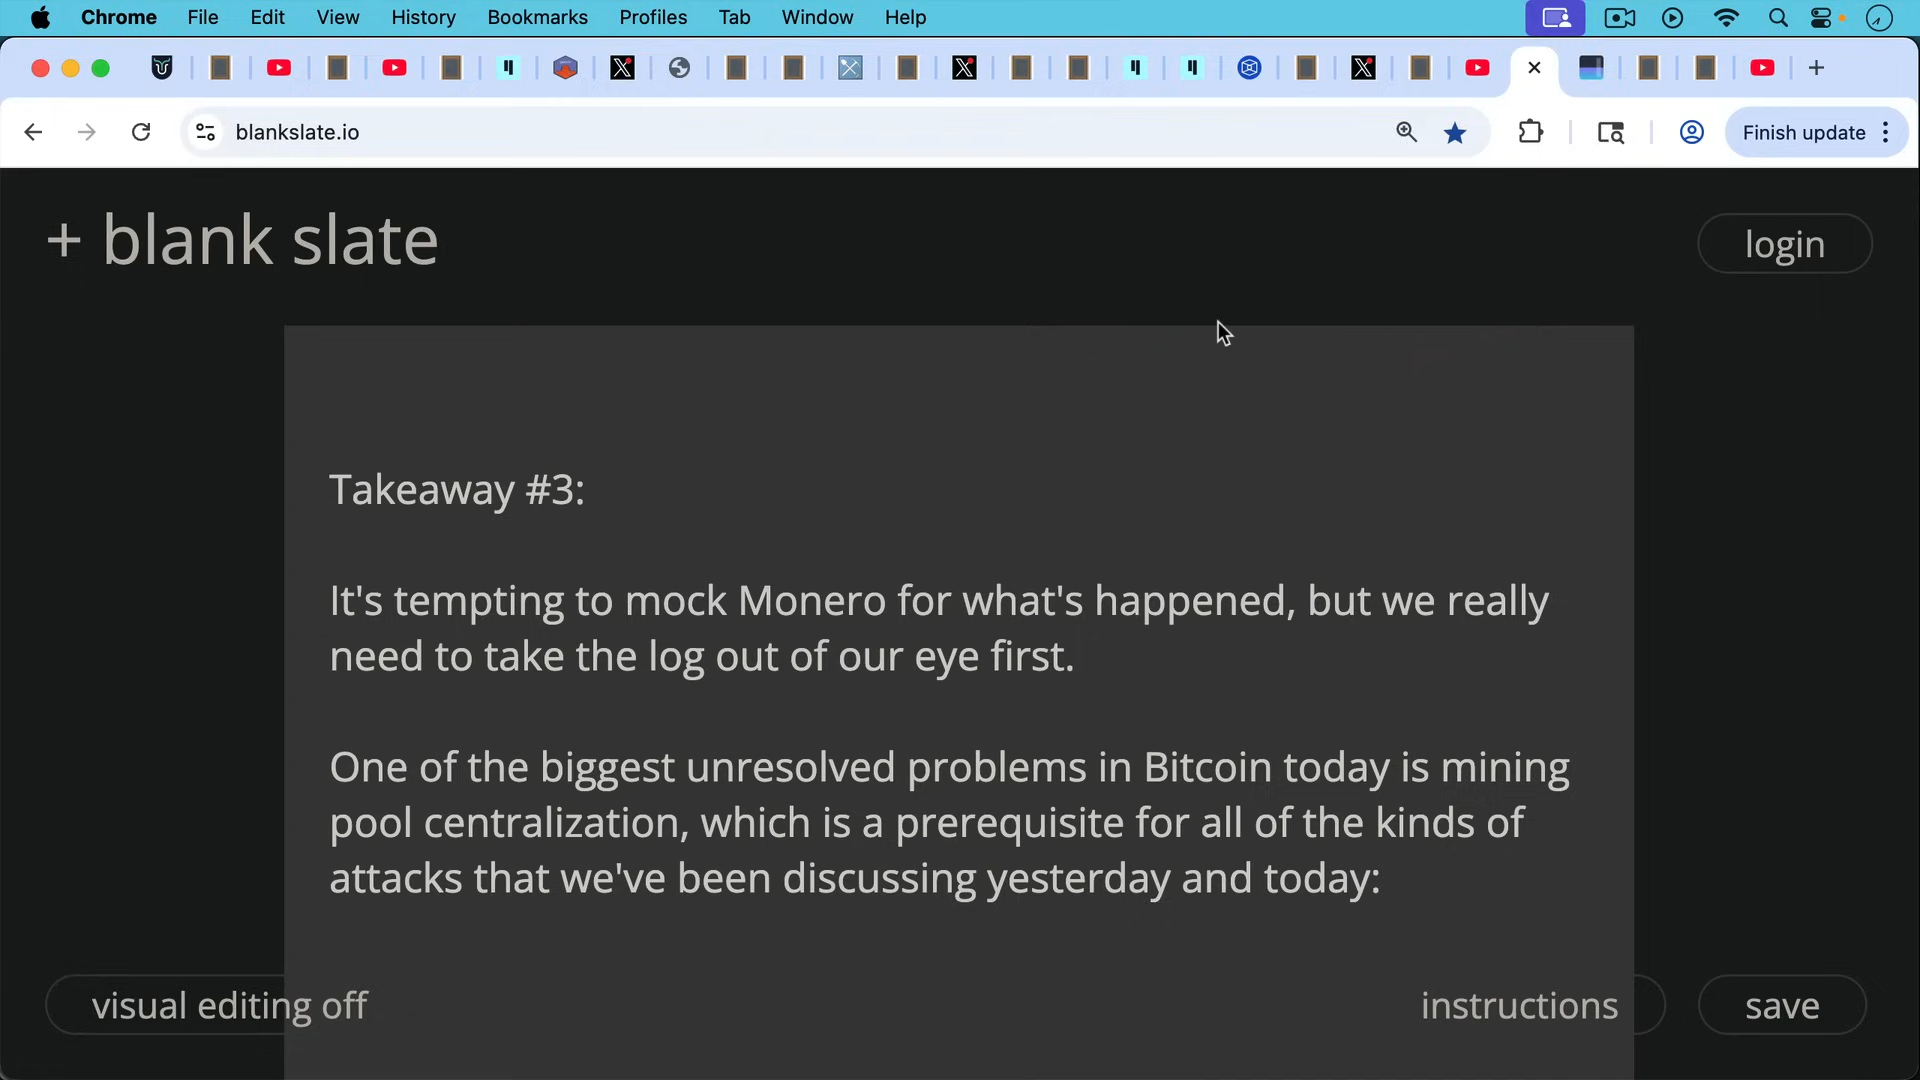 Chrome File Edit View History Bookmarks Profiles Tab Window Help
blankslate.io
Finish update
+ blank slate
login
Takeaway #3:
It's tempting to mock Monero for what's happened, but we really
need to take the log out of our eye first.
One of the biggest unresolved problems in Bitcoin today is mining
pool centralization, which is a prerequisite for all of the kinds of
attacks that we've been discussing yesterday and today:
visual editing off
instructions
save